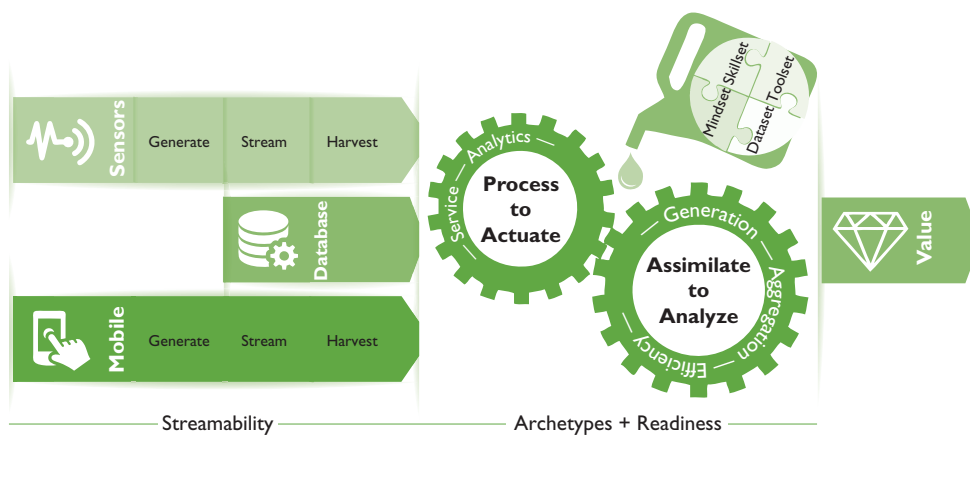 Sensors
Generate
Stream
Harvest
Database
Mobile
Generate
Stream
Harvest
Streamability
Service — Analytics —
Process
to
Actuate
Mindset
Skillset
Dataset
Toolset
— Generation — Aggregation — Efficiency —
Assimilate
to
Analyze
Archetypes + Readiness
Value